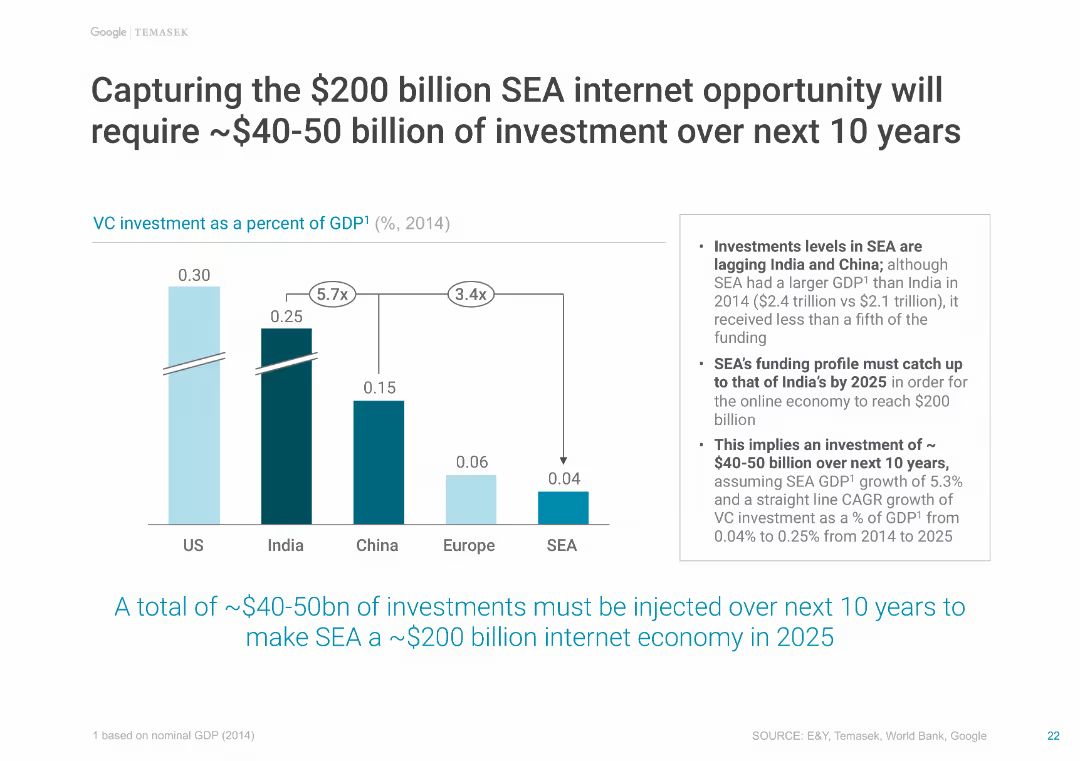 Google | TEMASEK
Capturing the $200 billion SEA internet opportunity will
require ~$40-50 billion of investment over next 10 years
VC investment as a percent of GDP¹ (%, 2014)
0.30
5.7x
3.4x
0.25
0.15
0.06
0.04
US
India
China
Europe
SEA
• Investments levels in SEA are
lagging India and China; although
SEA had a larger GDP¹ than India in
2014 ($2.4 trillion vs $2.1 trillion), it
received less than a fifth of the
funding
• SEA's funding profile must catch up
to that of India's by 2025 in order for
the online economy to reach $200
billion
• This implies an investment of ~
$40-50 billion over next 10 years,
assuming SEA GDP¹ growth of 5.3%
and a straight line CAGR growth of
VC investment as a % of GDP¹ from
0.04% to 0.25% from 2014 to 2025
A total of ~$40-50bn of investments must be injected over next 10 years to
make SEA a ~$200 billion internet economy in 2025
1 based on nominal GDP (2014)
SOURCE: E&Y, Temasek, World Bank, Google
22